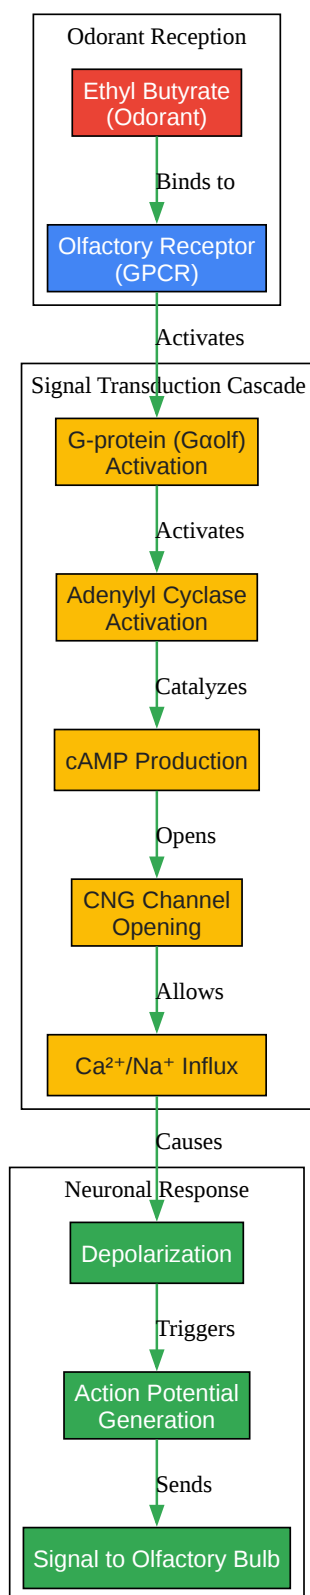 Odorant Reception
Ethyl Butyrate
(Odorant)
Binds to
Olfactory Receptor
(GPCR)
Activates
Signal Transduction Cascade
G-protein (Gαolf)
Activation
Activates
Adenylyl Cyclase
Activation
Catalyzes
cAMP Production
Opens
CNG Channel
Opening
Allows
Ca²⁺/Na⁺ Influx
Causes
Neuronal Response
Depolarization
Triggers
Action Potential
Generation
Sends
Signal to Olfactory Bulb